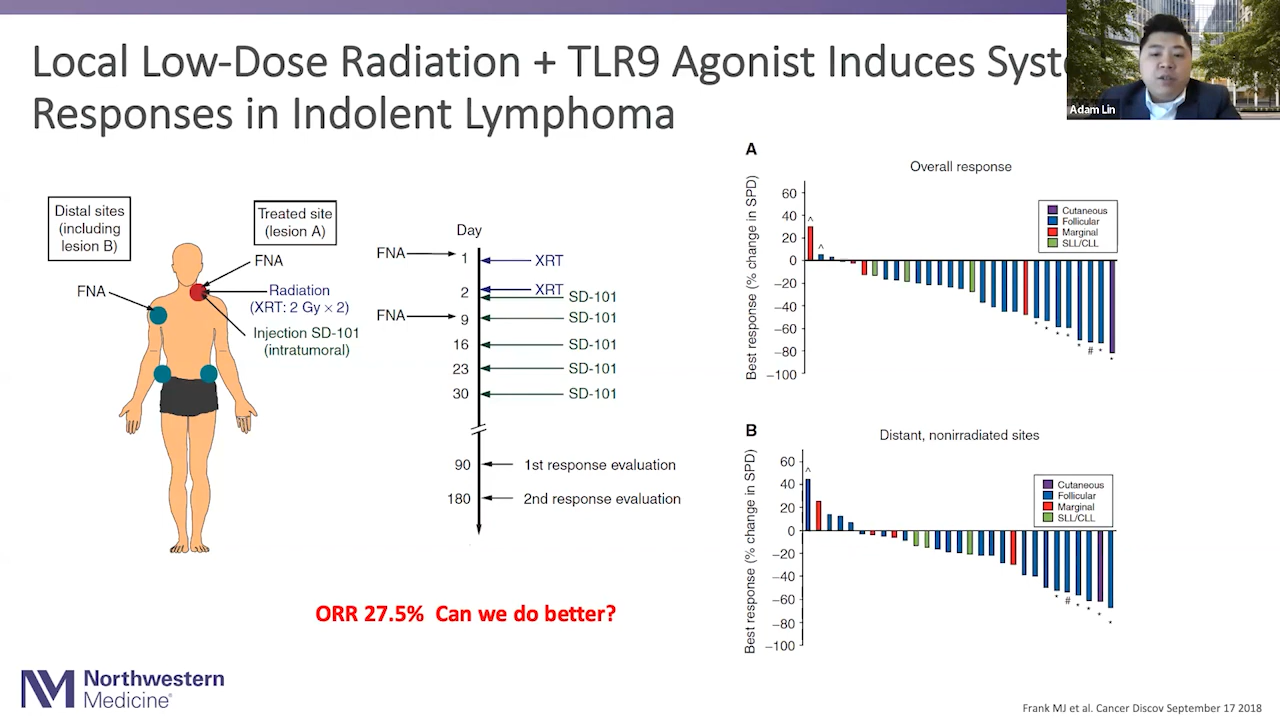 Local Low-Dose Radiation + TLR9 Agonist Induces Syst
Responses in Indolent Lymphoma
Adam Lin
Distal sites
(including
lesion B)
Treated site
(lesion A)
FNA
FNA
Radiation
(XRT: 2 Gy × 2)
Injection SD-101
(intratumoral)
Day
FNA
1
XRT
2
XRT
SD-101
FNA
9
SD-101
16
SD-101
23
SD-101
30
SD-101
90
1st response evaluation
180
2nd response evaluation
ORR 27.5% Can we do better?
A
Overall response
Best response (% change in SPD)
60
40
20
0
−20
−40
−60
−80
−100
^
^
Cutaneous
Follicular
Marginal
SLL/CLL
* * * * * # * *
B
Distant, nonirradiated sites
Best response (% change in SPD)
60
40
20
0
−20
−40
−60
−80
−100
^
Cutaneous
Follicular
Marginal
SLL/CLL
* # * * * *
NM Northwestern
Medicine®
Frank MJ et al. Cancer Discov September 17 2018